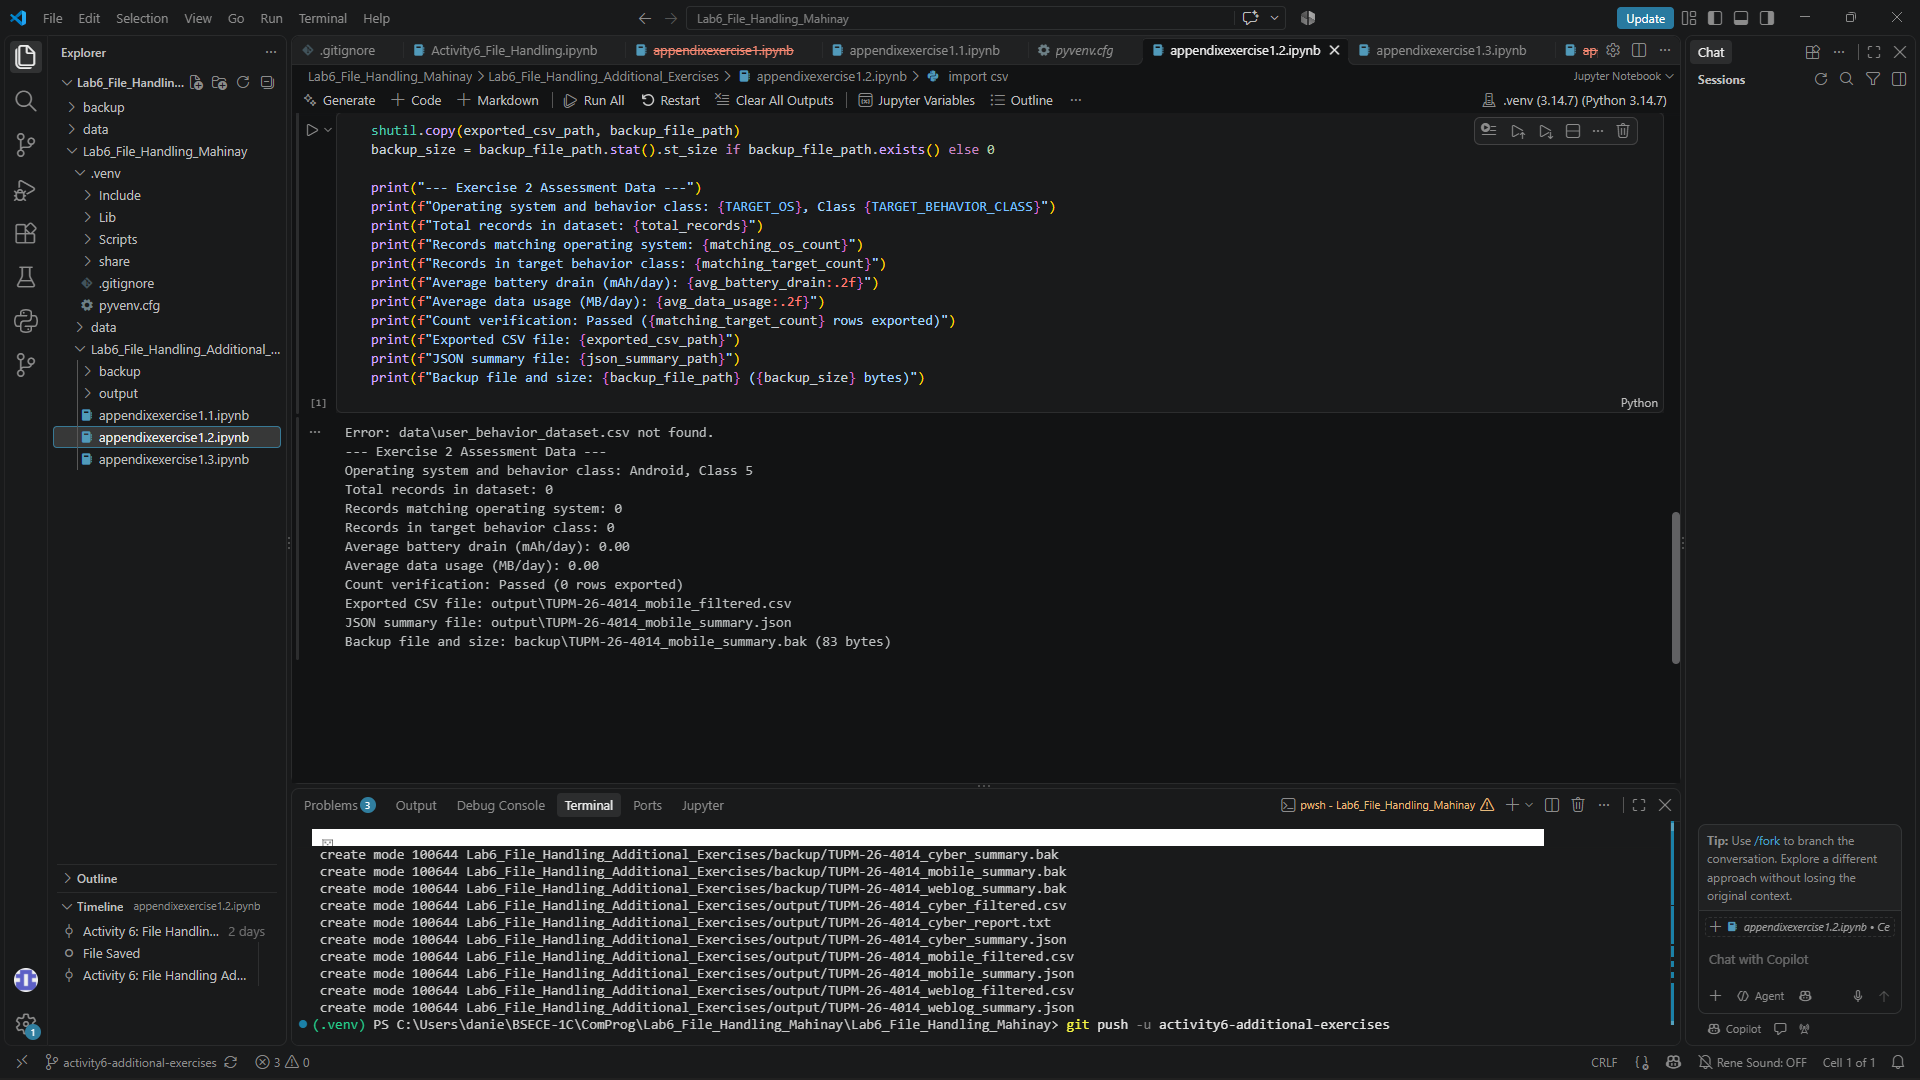 File Edit Selection View Go Run Terminal Help
Lab6_File_Handling_Mahinay
Update
Explorer
Lab6_File_Handlin...
backup
data
Lab6_File_Handling_Mahinay
.venv
Include
Lib
Scripts
share
.gitignore
pyvenv.cfg
data
Lab6_File_Handling_Additional_...
backup
output
appendixexercise1.1.ipynb
appendixexercise1.2.ipynb
appendixexercise1.3.ipynb
Outline
Timeline appendixexercise1.2.ipynb
Activity 6: File Handlin... 2 days
File Saved
Activity 6: File Handling Ad...
1
.gitignore Activity6_File_Handling.ipynb appendixexercise1.ipynb appendixexercise1.1.ipynb pyvenv.cfg appendixexercise1.2.ipynb appendixexercise1.3.ipynb ap
Lab6_File_Handling_Mahinay > Lab6_File_Handling_Additional_Exercises > appendixexercise1.2.ipynb > import csv
Jupyter Notebook
Generate + Code + Markdown Run All Restart Clear All Outputs Jupyter Variables Outline ...
.venv (3.14.7) (Python 3.14.7)
shutil.copy(exported_csv_path, backup_file_path)
backup_size = backup_file_path.stat().st_size if backup_file_path.exists() else 0
print("--- Exercise 2 Assessment Data ---")
print(f"Operating system and behavior class: {TARGET_OS}, Class {TARGET_BEHAVIOR_CLASS}")
print(f"Total records in dataset: {total_records}")
print(f"Records matching operating system: {matching_os_count}")
print(f"Records in target behavior class: {matching_target_count}")
print(f"Average battery drain (mAh/day): {avg_battery_drain:.2f}")
print(f"Average data usage (MB/day): {avg_data_usage:.2f}")
print(f"Count verification: Passed ({matching_target_count} rows exported)")
print(f"Exported CSV file: {exported_csv_path}")
print(f"JSON summary file: {json_summary_path}")
print(f"Backup file and size: {backup_file_path} ({backup_size} bytes)")
[1]
Python
Error: data\user_behavior_dataset.csv not found.
--- Exercise 2 Assessment Data ---
Operating system and behavior class: Android, Class 5
Total records in dataset: 0
Records matching operating system: 0
Records in target behavior class: 0
Average battery drain (mAh/day): 0.00
Average data usage (MB/day): 0.00
Count verification: Passed (0 rows exported)
Exported CSV file: output\TUPM-26-4014_mobile_filtered.csv
JSON summary file: output\TUPM-26-4014_mobile_summary.json
Backup file and size: backup\TUPM-26-4014_mobile_summary.bak (83 bytes)
Problems 3 Output Debug Console Terminal Ports Jupyter
pwsh - Lab6_File_Handling_Mahinay
create mode 100644 Lab6_File_Handling_Additional_Exercises/backup/TUPM-26-4014_cyber_summary.bak
create mode 100644 Lab6_File_Handling_Additional_Exercises/backup/TUPM-26-4014_mobile_summary.bak
create mode 100644 Lab6_File_Handling_Additional_Exercises/backup/TUPM-26-4014_weblog_summary.bak
create mode 100644 Lab6_File_Handling_Additional_Exercises/output/TUPM-26-4014_cyber_filtered.csv
create mode 100644 Lab6_File_Handling_Additional_Exercises/output/TUPM-26-4014_cyber_report.txt
create mode 100644 Lab6_File_Handling_Additional_Exercises/output/TUPM-26-4014_cyber_summary.json
create mode 100644 Lab6_File_Handling_Additional_Exercises/output/TUPM-26-4014_mobile_filtered.csv
create mode 100644 Lab6_File_Handling_Additional_Exercises/output/TUPM-26-4014_mobile_summary.json
create mode 100644 Lab6_File_Handling_Additional_Exercises/output/TUPM-26-4014_weblog_filtered.csv
create mode 100644 Lab6_File_Handling_Additional_Exercises/output/TUPM-26-4014_weblog_summary.json
(.venv) PS C:\Users\danie\BSECE-1C\ComProg\Lab6_File_Handling_Mahinay\Lab6_File_Handling_Mahinay> git push -u activity6-additional-exercises
Chat
Sessions
Tip: Use /fork to branch the
conversation. Explore a different
approach without losing the
original context.
appendixexercise1.2.ipynb • Ce
Chat with Copilot
Agent
Copilot
activity6-additional-exercises 3 0
CRLF Rene Sound: OFF Cell 1 of 1